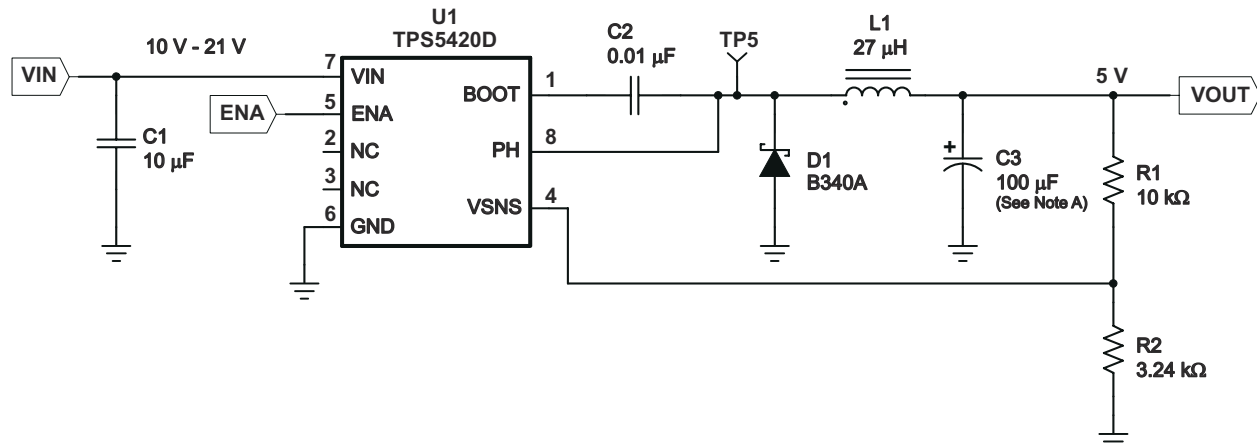 U1
TPS5420D
VIN
10 V - 21 V
C1
10 μF
ENA
7
5
2
3
6
VIN
ENA
NC
NC
GND
BOOT
PH
VSNS
1
8
4
C2
0.01 μF
TP5
D1
B340A
L1
27 μH
+
C3
100 μF
(See Note A)
5 V
VOUT
R1
10 kΩ
R2
3.24 kΩ